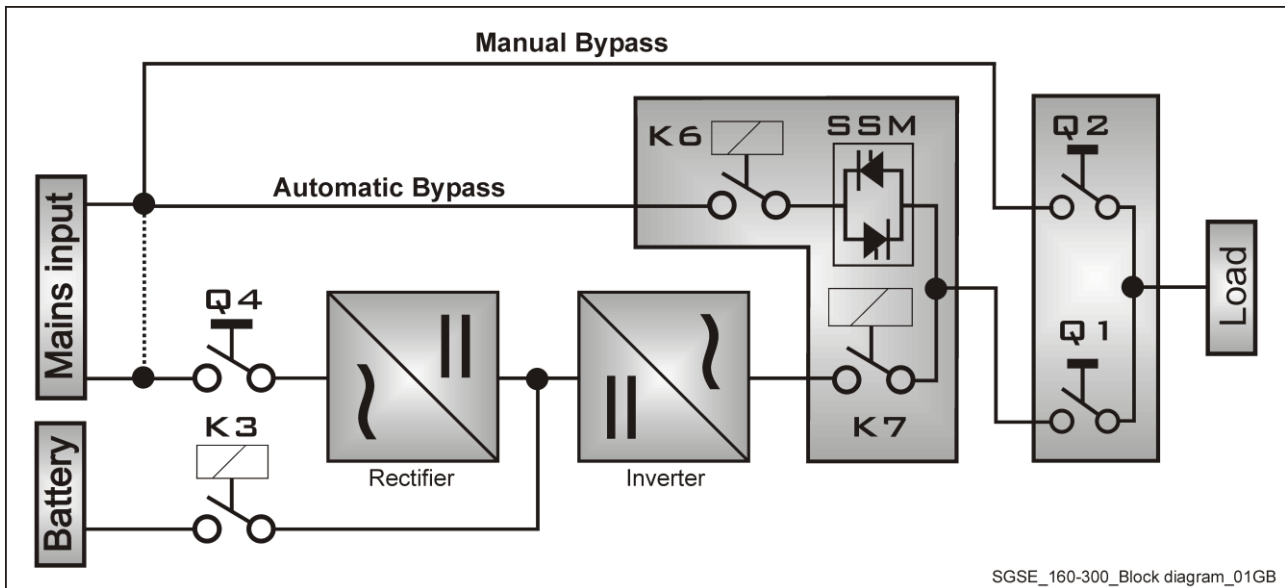 Manual Bypass
K6
SSM
Q2
Automatic Bypass
Mains input
Q4
Load
Q1
K7
K3
Rectifier
Inverter
Battery
SGSE_160-300_Block diagram_01GB